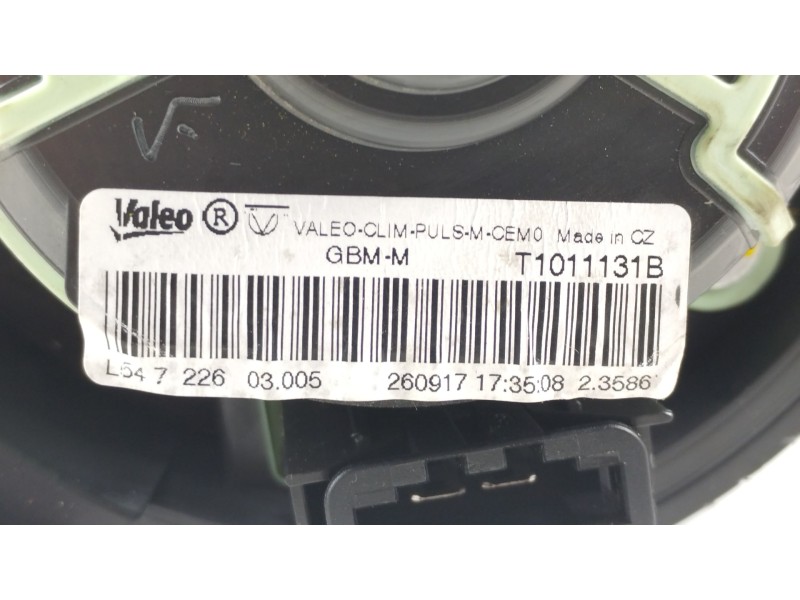 V.
Valeo ® V VALEO-CLIM-PULS-M-CEM0 Made in CZ
GBM-M T1011131B
L54 7 226 03.005 260917 17:35:08 2.3586